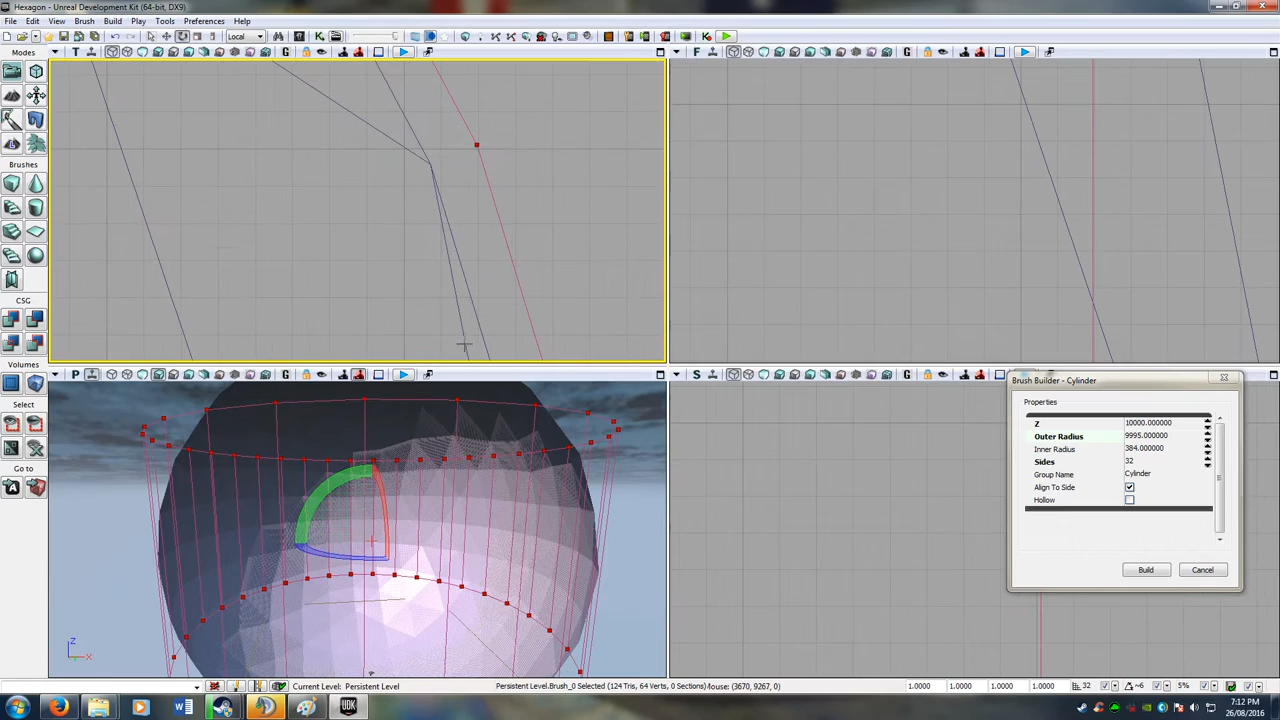 Hexagon - Unreal Development Kit (64-bit, DX9)
File Edit View Brush Build Tools Preferences Help
Local
Modes
T
G
F
G
Brushes
CSG
Volumes
P
G
S
G
Select
Go to
Brush Builder - Cylinder
Properties
Z 10000.000000
Outer Radius 9995.000000
Inner Radius 384.000000
Sides 32
Group Name Cylinder
Align To Side
Hollow
Build Cancel
Z
X
Current Level: Persistent Level Persistent Level.Brush_0 Selected (124 Tris, 64 Verts, 0 Sections) Mouse: (3670, 9267, 0) 1.0000 1.0000 1.0000 1.0000 32 ~6 5%
7:12 PM
26/08/2016